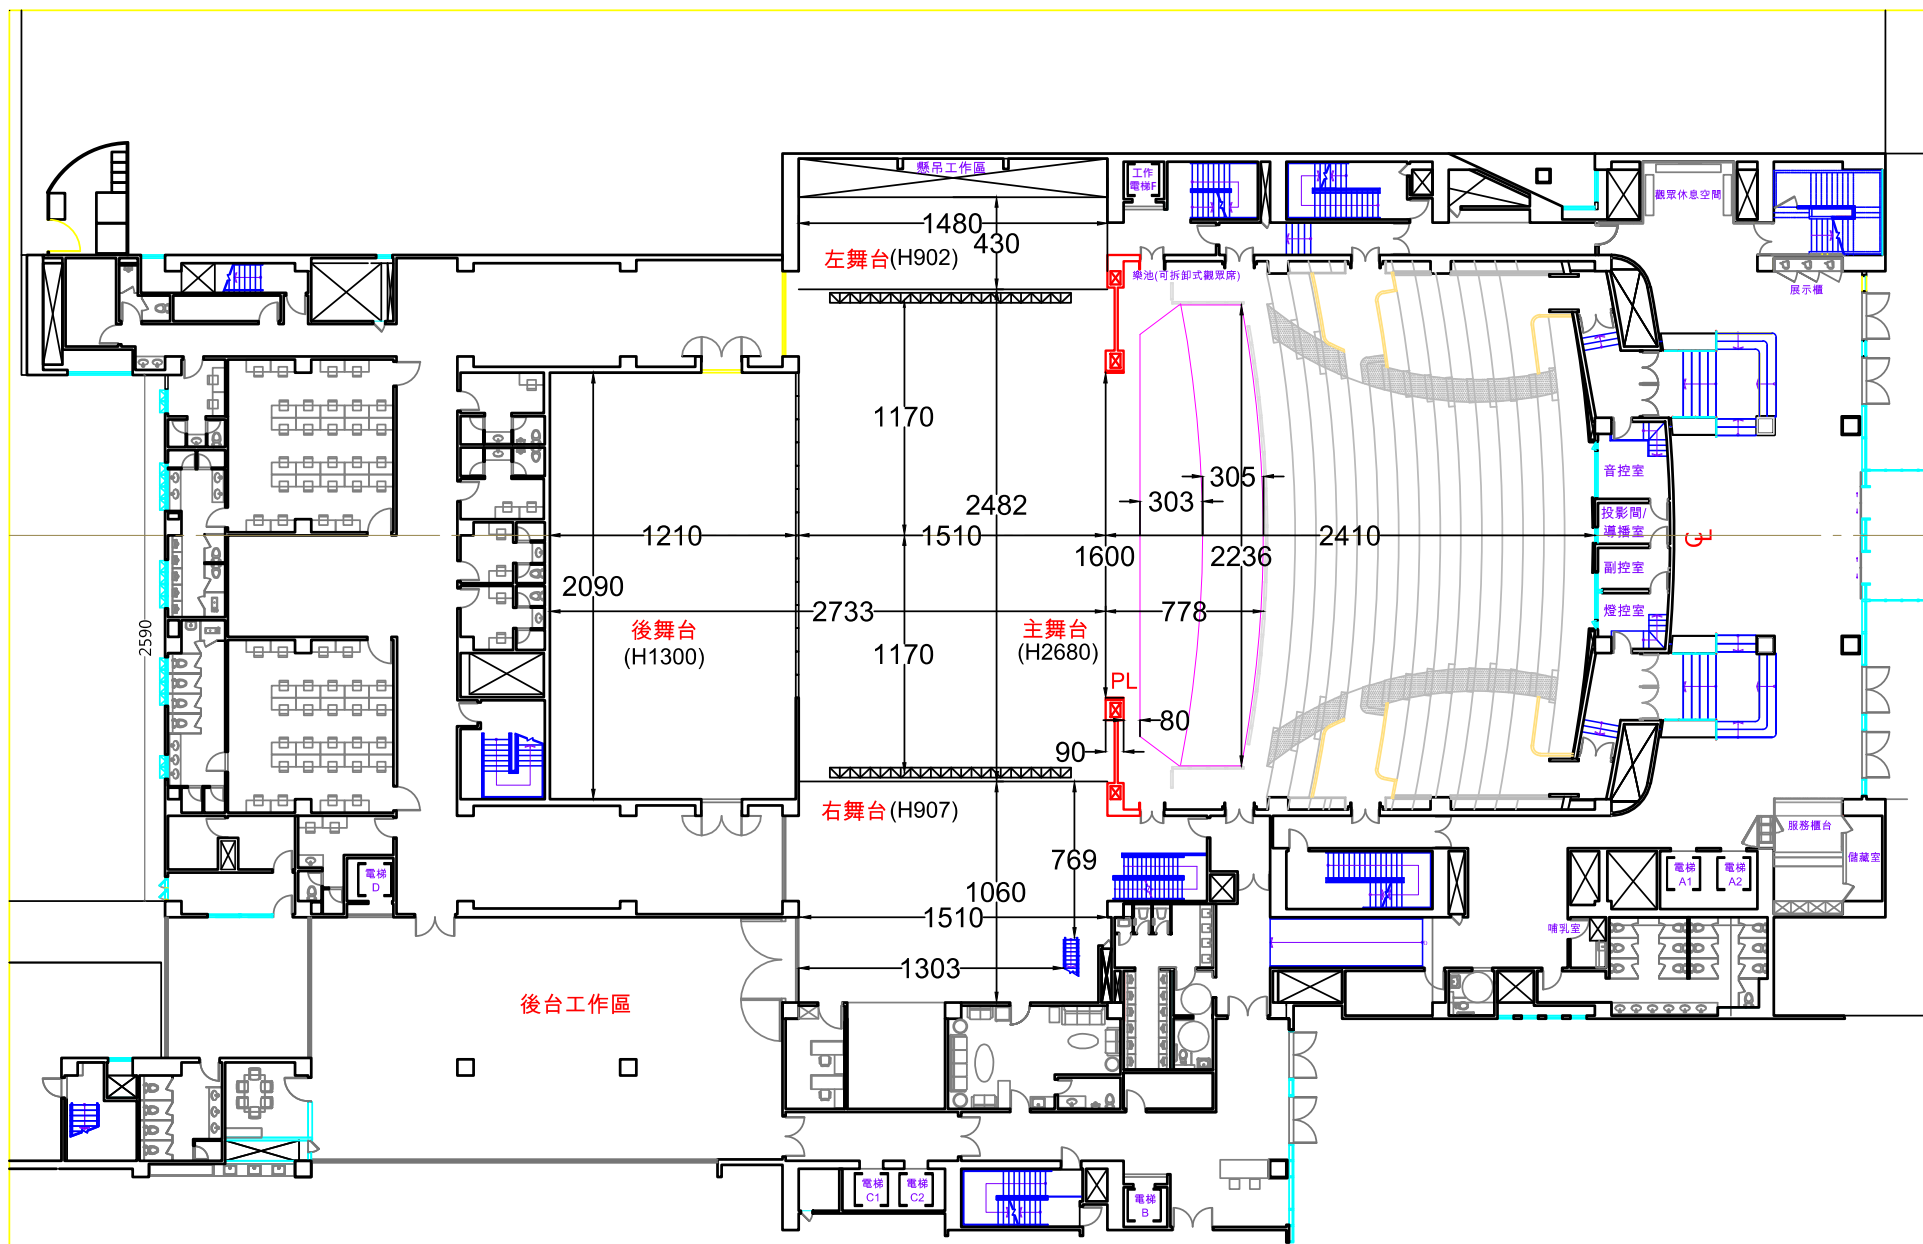 懸吊工作區
工作
電梯F
觀眾休息空間
1480
430
左舞台(H902)
樂池(可拆卸式觀眾席)
展示櫃
1170
305
303
音控室
2482
投影間/
導播室
1210
1510
2410
1600
2236
副控室
2090
燈控室
2733
778
後舞台
(H1300)
主舞台
(H2680)
2590
1170
PL
80
90
右舞台(H907)
服務櫃台
769
儲藏室
電梯
D
電梯
A1
電梯
A2
1060
1510
哺乳室
1303
後台工作區
電梯
C1
電梯
C2
電梯
B